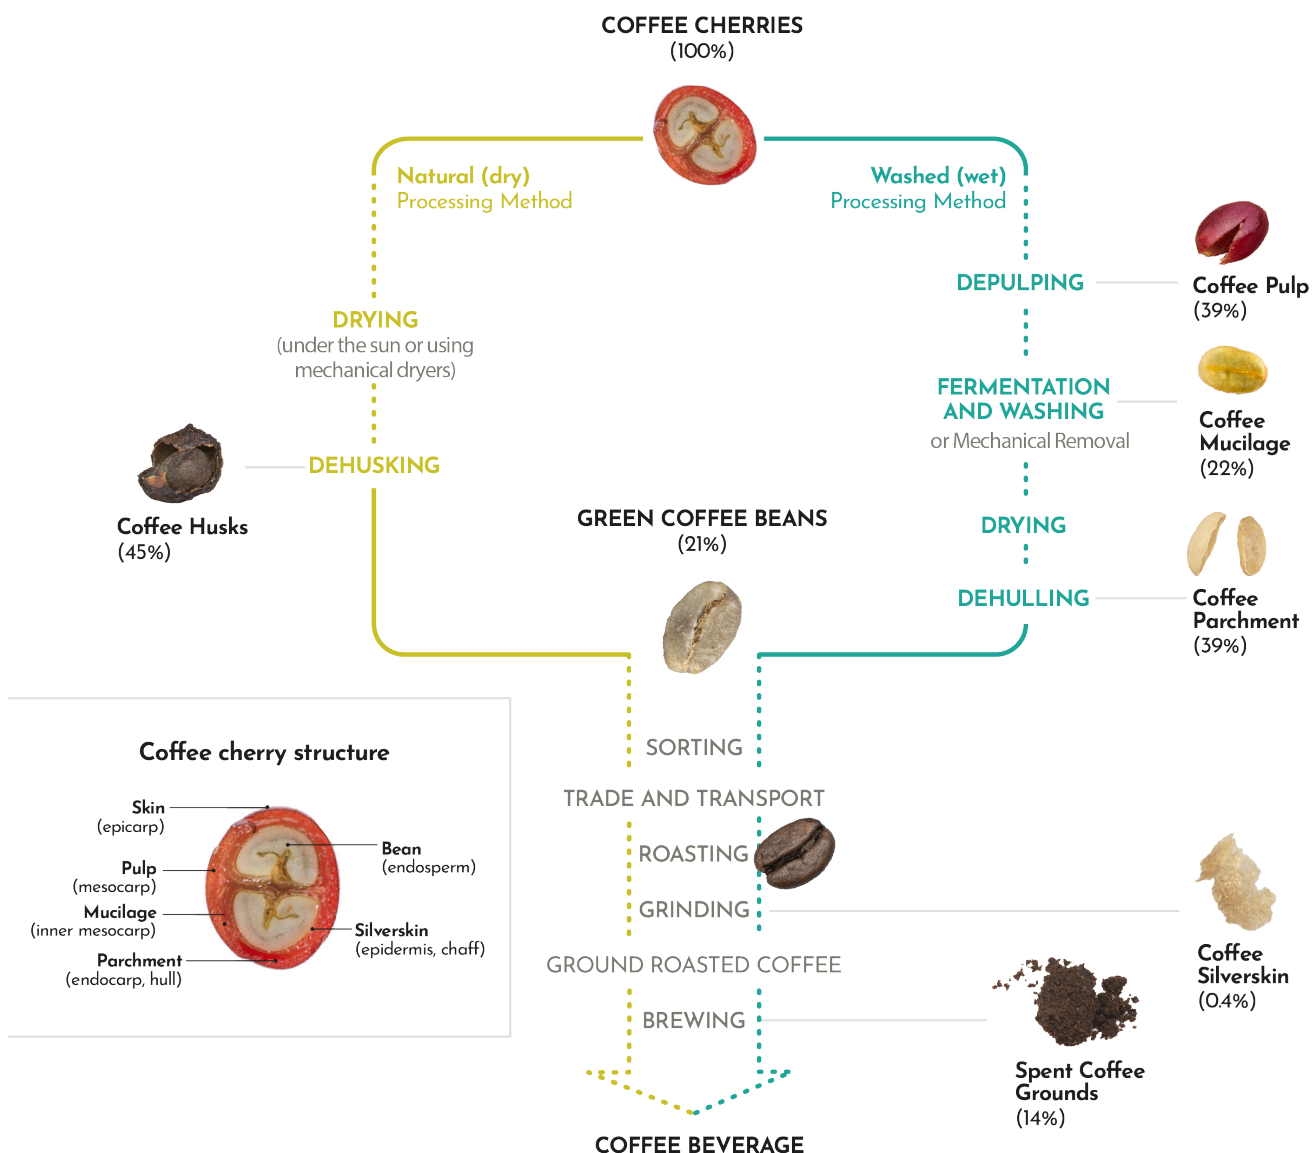 COFFEE CHERRIES
(100%)
Natural (dry)
Processing Method
Washed (wet)
Processing Method
DEPULPING
Coffee Pulp
(39%)
DRYING
(under the sun or using
mechanical dryers)
FERMENTATION
AND WASHING
or Mechanical Removal
Coffee
Mucilage
(22%)
DEHUSKING
Coffee Husks
(45%)
GREEN COFFEE BEANS
(21%)
DRYING
DEHULLING
Coffee
Parchment
(39%)
SORTING
TRADE AND TRANSPORT
ROASTING
GRINDING
Coffee
Silverskin
(0.4%)
GROUND ROASTED COFFEE
BREWING
Spent Coffee
Grounds
(14%)
COFFEE BEVERAGE
Coffee cherry structure
Skin
(epicarp)
Pulp
(mesocarp)
Mucilage
(inner mesocarp)
Parchment
(endocarp, hull)
Bean
(endosperm)
Silverskin
(epidermis, chaff)